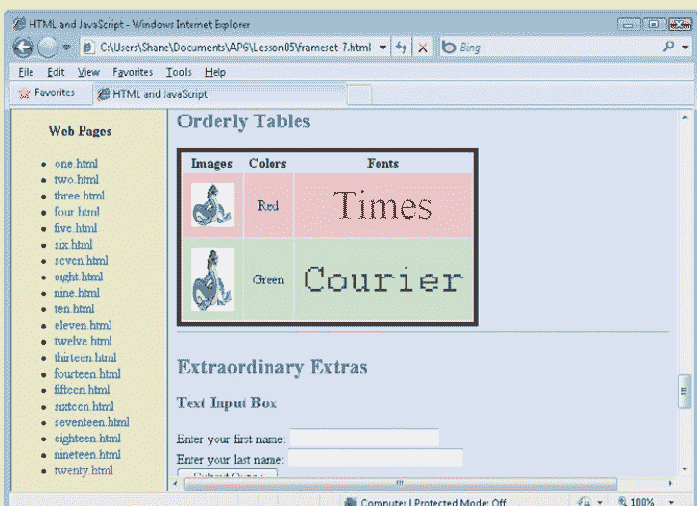 HTML and JavaScript - Windows Internet Explorer
C:\Users\Shane\Documents\AP6\Lesson05\frameset-7.html
Bing
File Edit View Favorites Tools Help
Favorites HTML and JavaScript
Web Pages
one.html
two.html
three.html
four.html
five.html
six.html
seven.html
eight.html
nine.html
ten.html
eleven.html
twelve.html
thirteen.html
fourteen.html
fifteen.html
sixteen.html
seventeen.html
eighteen.html
nineteen.html
twenty.html
Orderly Tables
Images Colors Fonts
Red Times
Green Courier
Extraordinary Extras
Text Input Box
Enter your first name:
Enter your last name:
Computer | Protected Mode: Off 100%